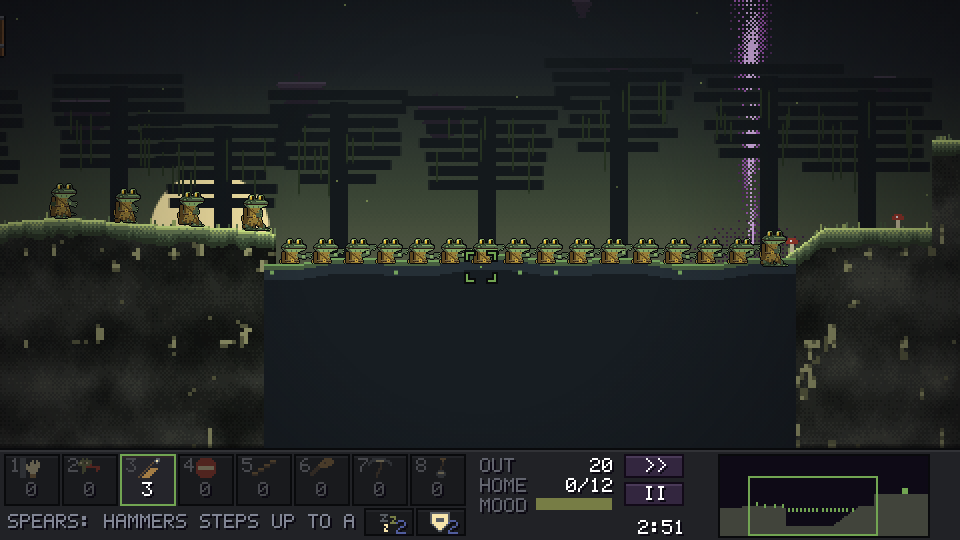 1 2 3 4 5 6 7 8
0 0 3 0 0 0 0 0
SPEARS: HAMMERS STEPS UP TO A
zzz 2 2
OUT 20
HOME 0/12
MOOD
>>
II
2:51